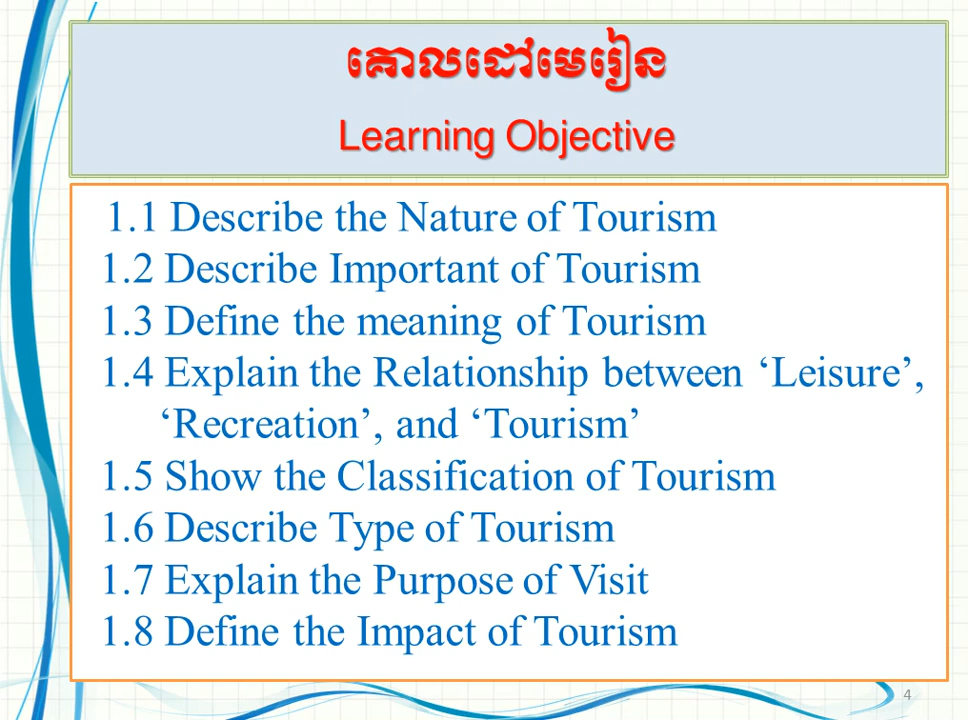 គោលដៅមេរៀន
Learning Objective
1.1 Describe the Nature of Tourism
1.2 Describe Important of Tourism
1.3 Define the meaning of Tourism
1.4 Explain the Relationship between ‘Leisure’,
‘Recreation’, and ‘Tourism’
1.5 Show the Classification of Tourism
1.6 Describe Type of Tourism
1.7 Explain the Purpose of Visit
1.8 Define the Impact of Tourism
4